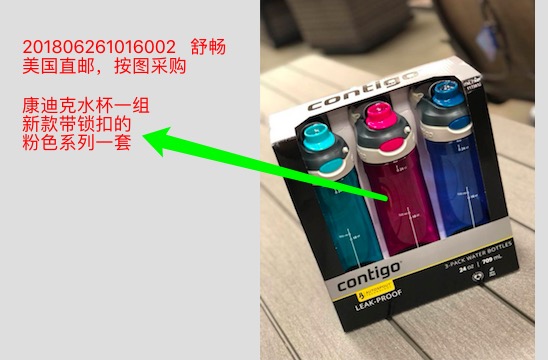 201806261016002 舒畅
美国直邮，按图采购
康迪克水杯一组
新款带锁扣的
粉色系列一套
contigo
contigo
3-PACK WATER BOTTLES
24 oz | 709 mL
AUTOSPOUT
LEAK-PROOF